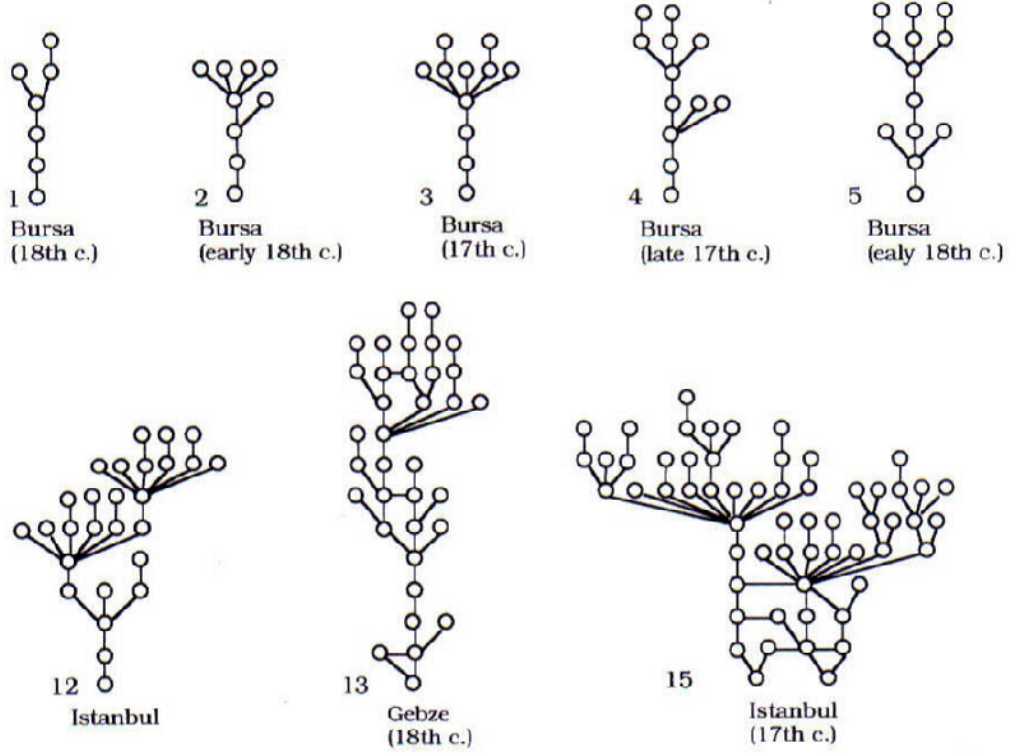 1
Bursa
(18th c.)
2
Bursa
(early 18th c.)
3
Bursa
(17th c.)
4
Bursa
(late 17th c.)
5
Bursa
(ealy 18th c.)
12
Istanbul
13
Gebze
(18th c.)
15
Istanbul
(17th c.)